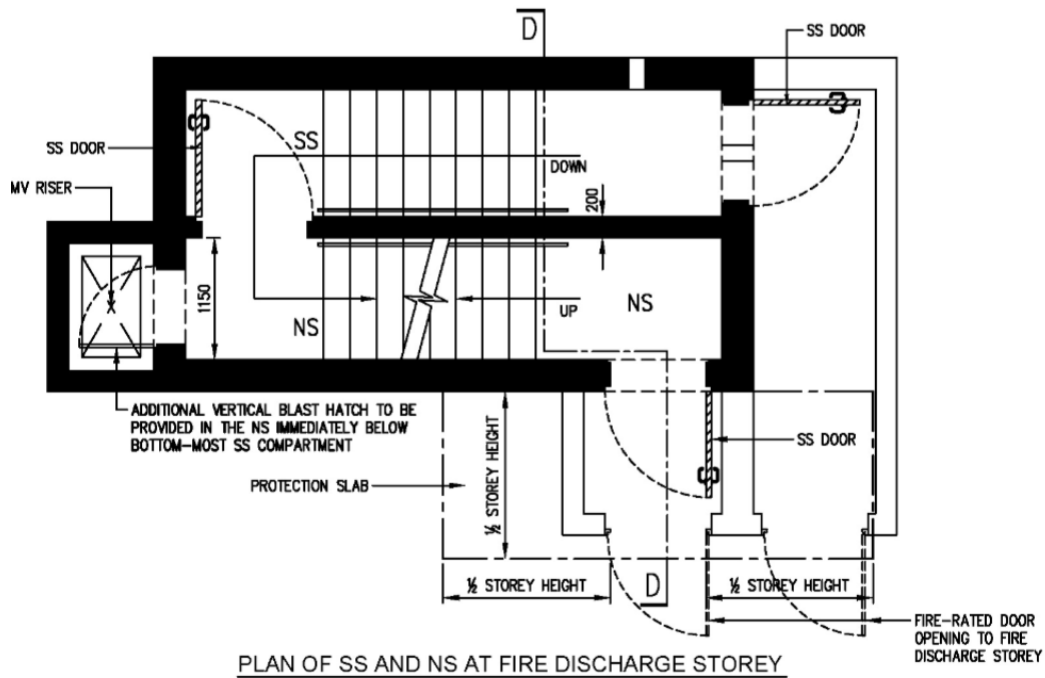 D
SS DOOR
SS DOOR
SS
MV RISER
DOWN
200
1150
NS
UP
NS
ADDITIONAL VERTICAL BLAST HATCH TO BE
PROVIDED IN THE NS IMMEDIATELY BELOW
BOTTOM-MOST SS COMPARTMENT
SS DOOR
PROTECTION SLAB
½ STOREY HEIGHT
½ STOREY HEIGHT
D
½ STOREY HEIGHT
FIRE-RATED DOOR
OPENING TO FIRE
DISCHARGE STOREY
PLAN OF SS AND NS AT FIRE DISCHARGE STOREY